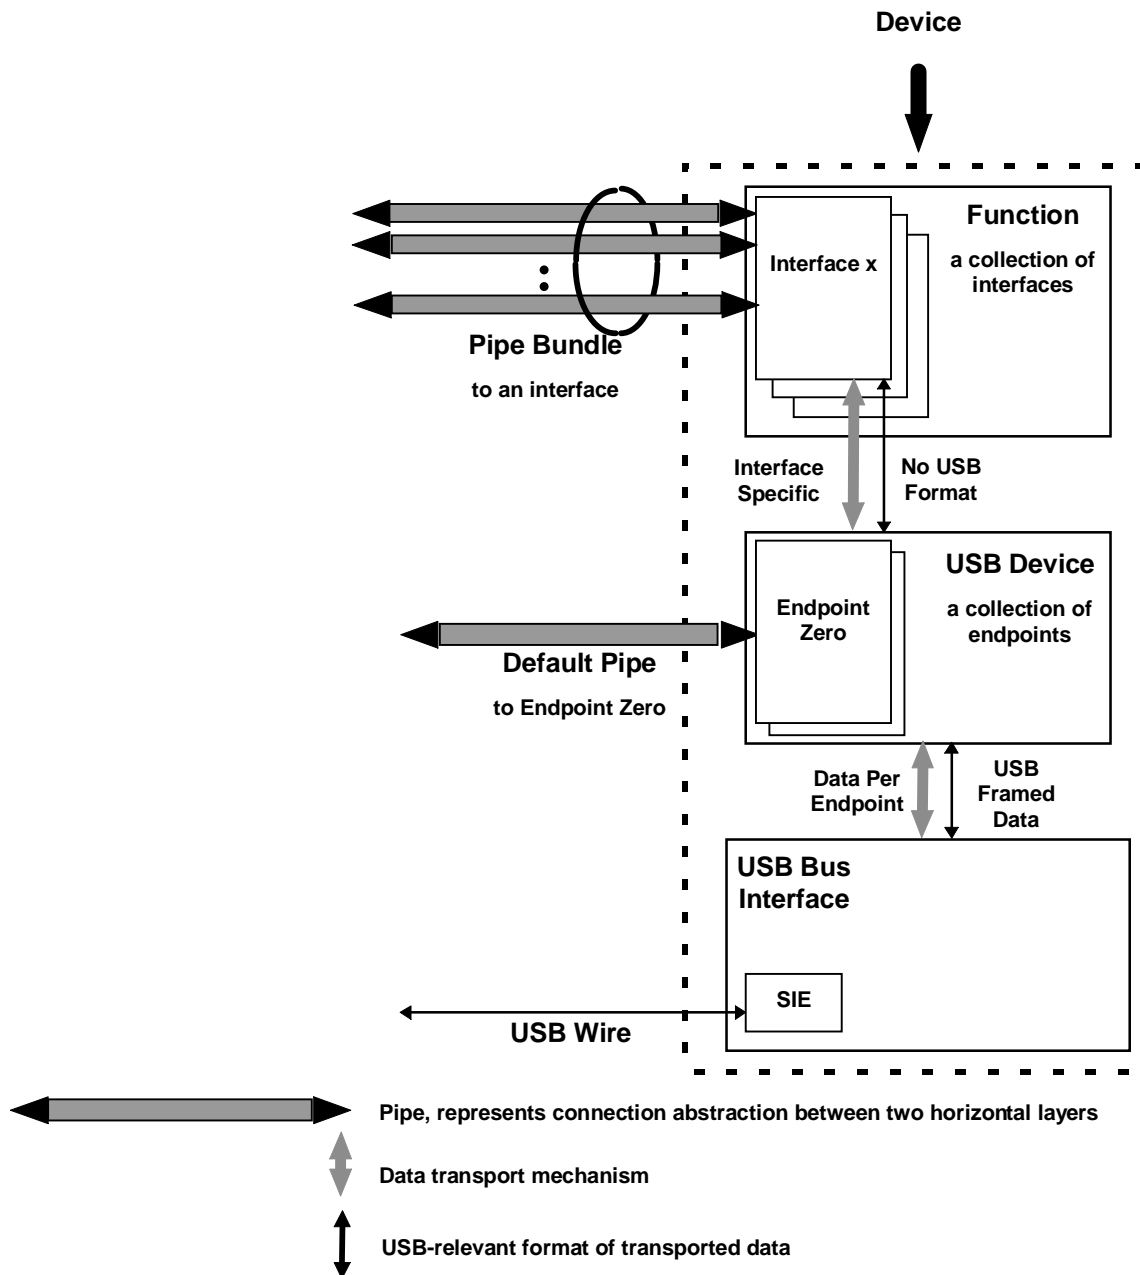 Device
Function
a collection of
interfaces
Interface x
Pipe Bundle
to an interface
Interface
Specific
No USB
Format
USB Device
a collection of
endpoints
Endpoint
Zero
Default Pipe
to Endpoint Zero
Data Per
Endpoint
USB
Framed
Data
USB Bus
Interface
SIE
USB Wire
Pipe, represents connection abstraction between two horizontal layers
Data transport mechanism
USB-relevant format of transported data